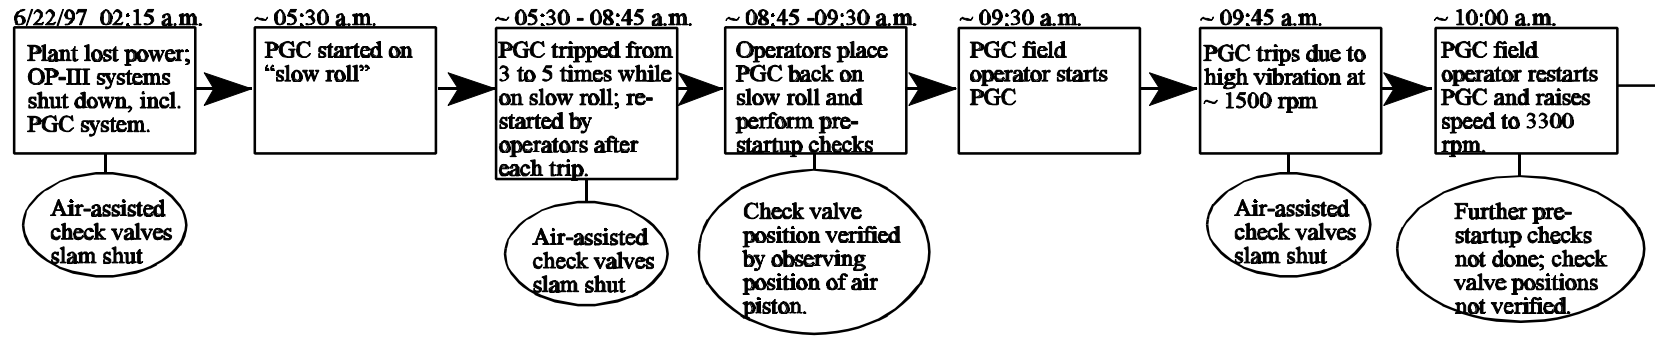 6/22/97 02:15 a.m.
Plant lost power;
OP-III systems
shut down, incl.
PGC system.
Air-assisted
check valves
slam shut
~ 05:30 a.m.
PGC started on
“slow roll”
~ 05:30 - 08:45 a.m.
PGC tripped from
3 to 5 times while
on slow roll; re-
started by
operators after
each trip.
Air-assisted
check valves
slam shut
~ 08:45 -09:30 a.m.
Operators place
PGC back on
slow roll and
perform pre-
startup checks
Check valve
position verified
by observing
position of air
piston.
~ 09:30 a.m.
PGC field
operator starts
PGC
~ 09:45 a.m.
PGC trips due to
high vibration at
~ 1500 rpm
Air-assisted
check valves
slam shut
~ 10:00 a.m.
PGC field
operator restarts
PGC and raises
speed to 3300
rpm.
Further pre-
startup checks
not done; check
valve positions
not verified.